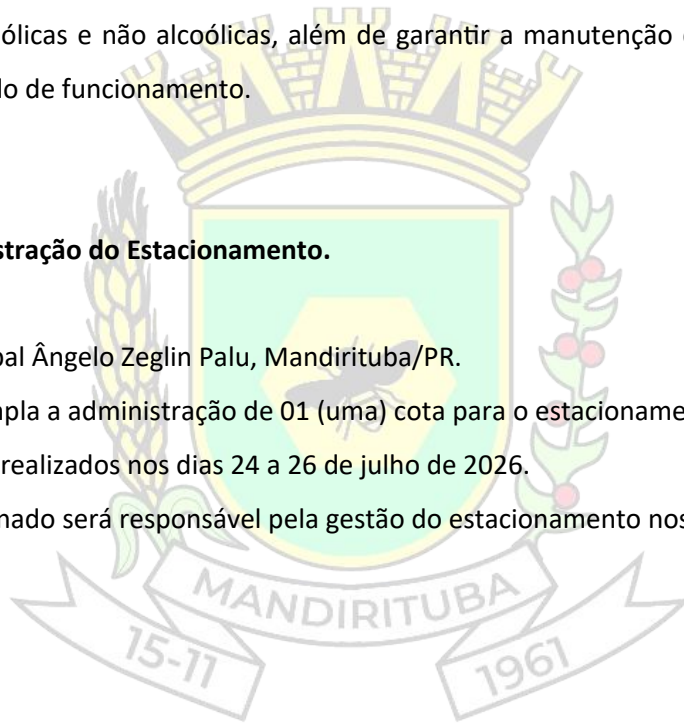 ólicas e não alcoólicas, além de garantir a manutenção
do de funcionamento.
stração do Estacionamento.
pal Ângelo Zeglin Palu, Mandirituba/PR.
mpla a administração de 01 (uma) cota para o estacioname
realizados nos dias 24 a 26 de julho de 2026.
nado será responsável pela gestão do estacionamento nos
MANDIRITUBA
15-11
1961